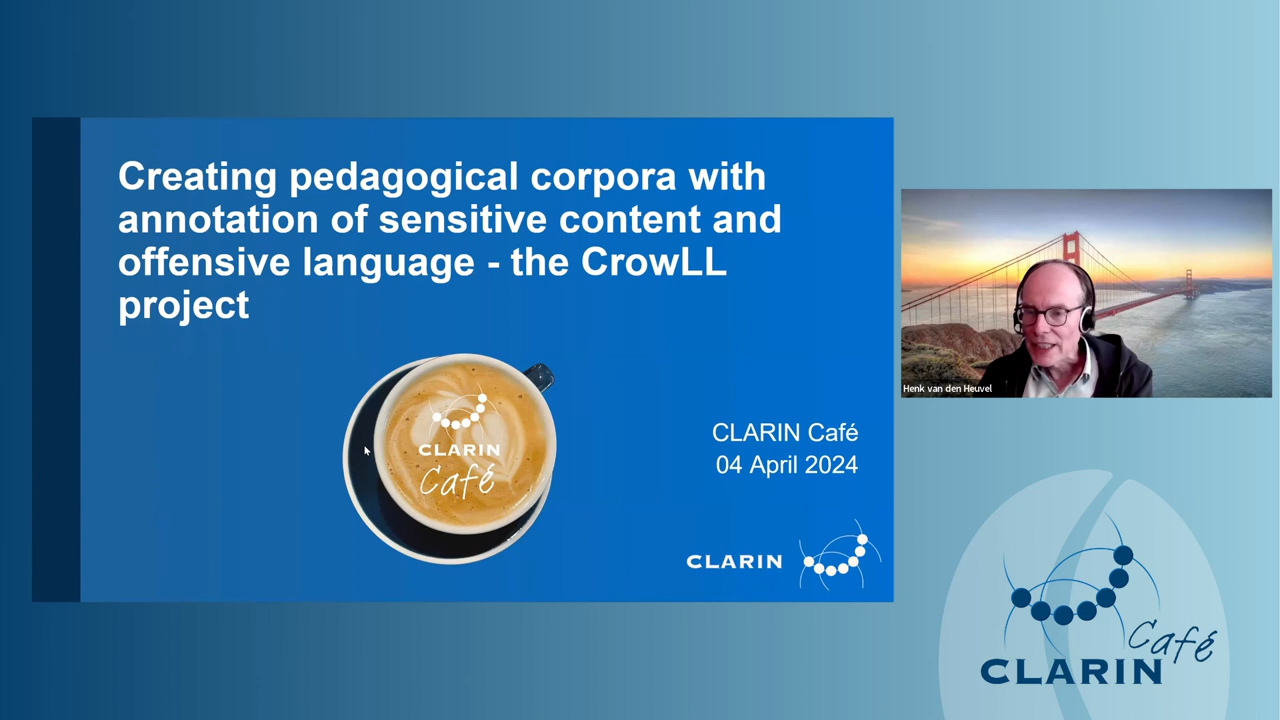 Creating pedagogical corpora with
annotation of sensitive content and
offensive language - the CrowLL
project
CLARIN
Café
CLARIN Café
04 April 2024
CLARIN
Henk van den Heuvel
Café
CLARIN